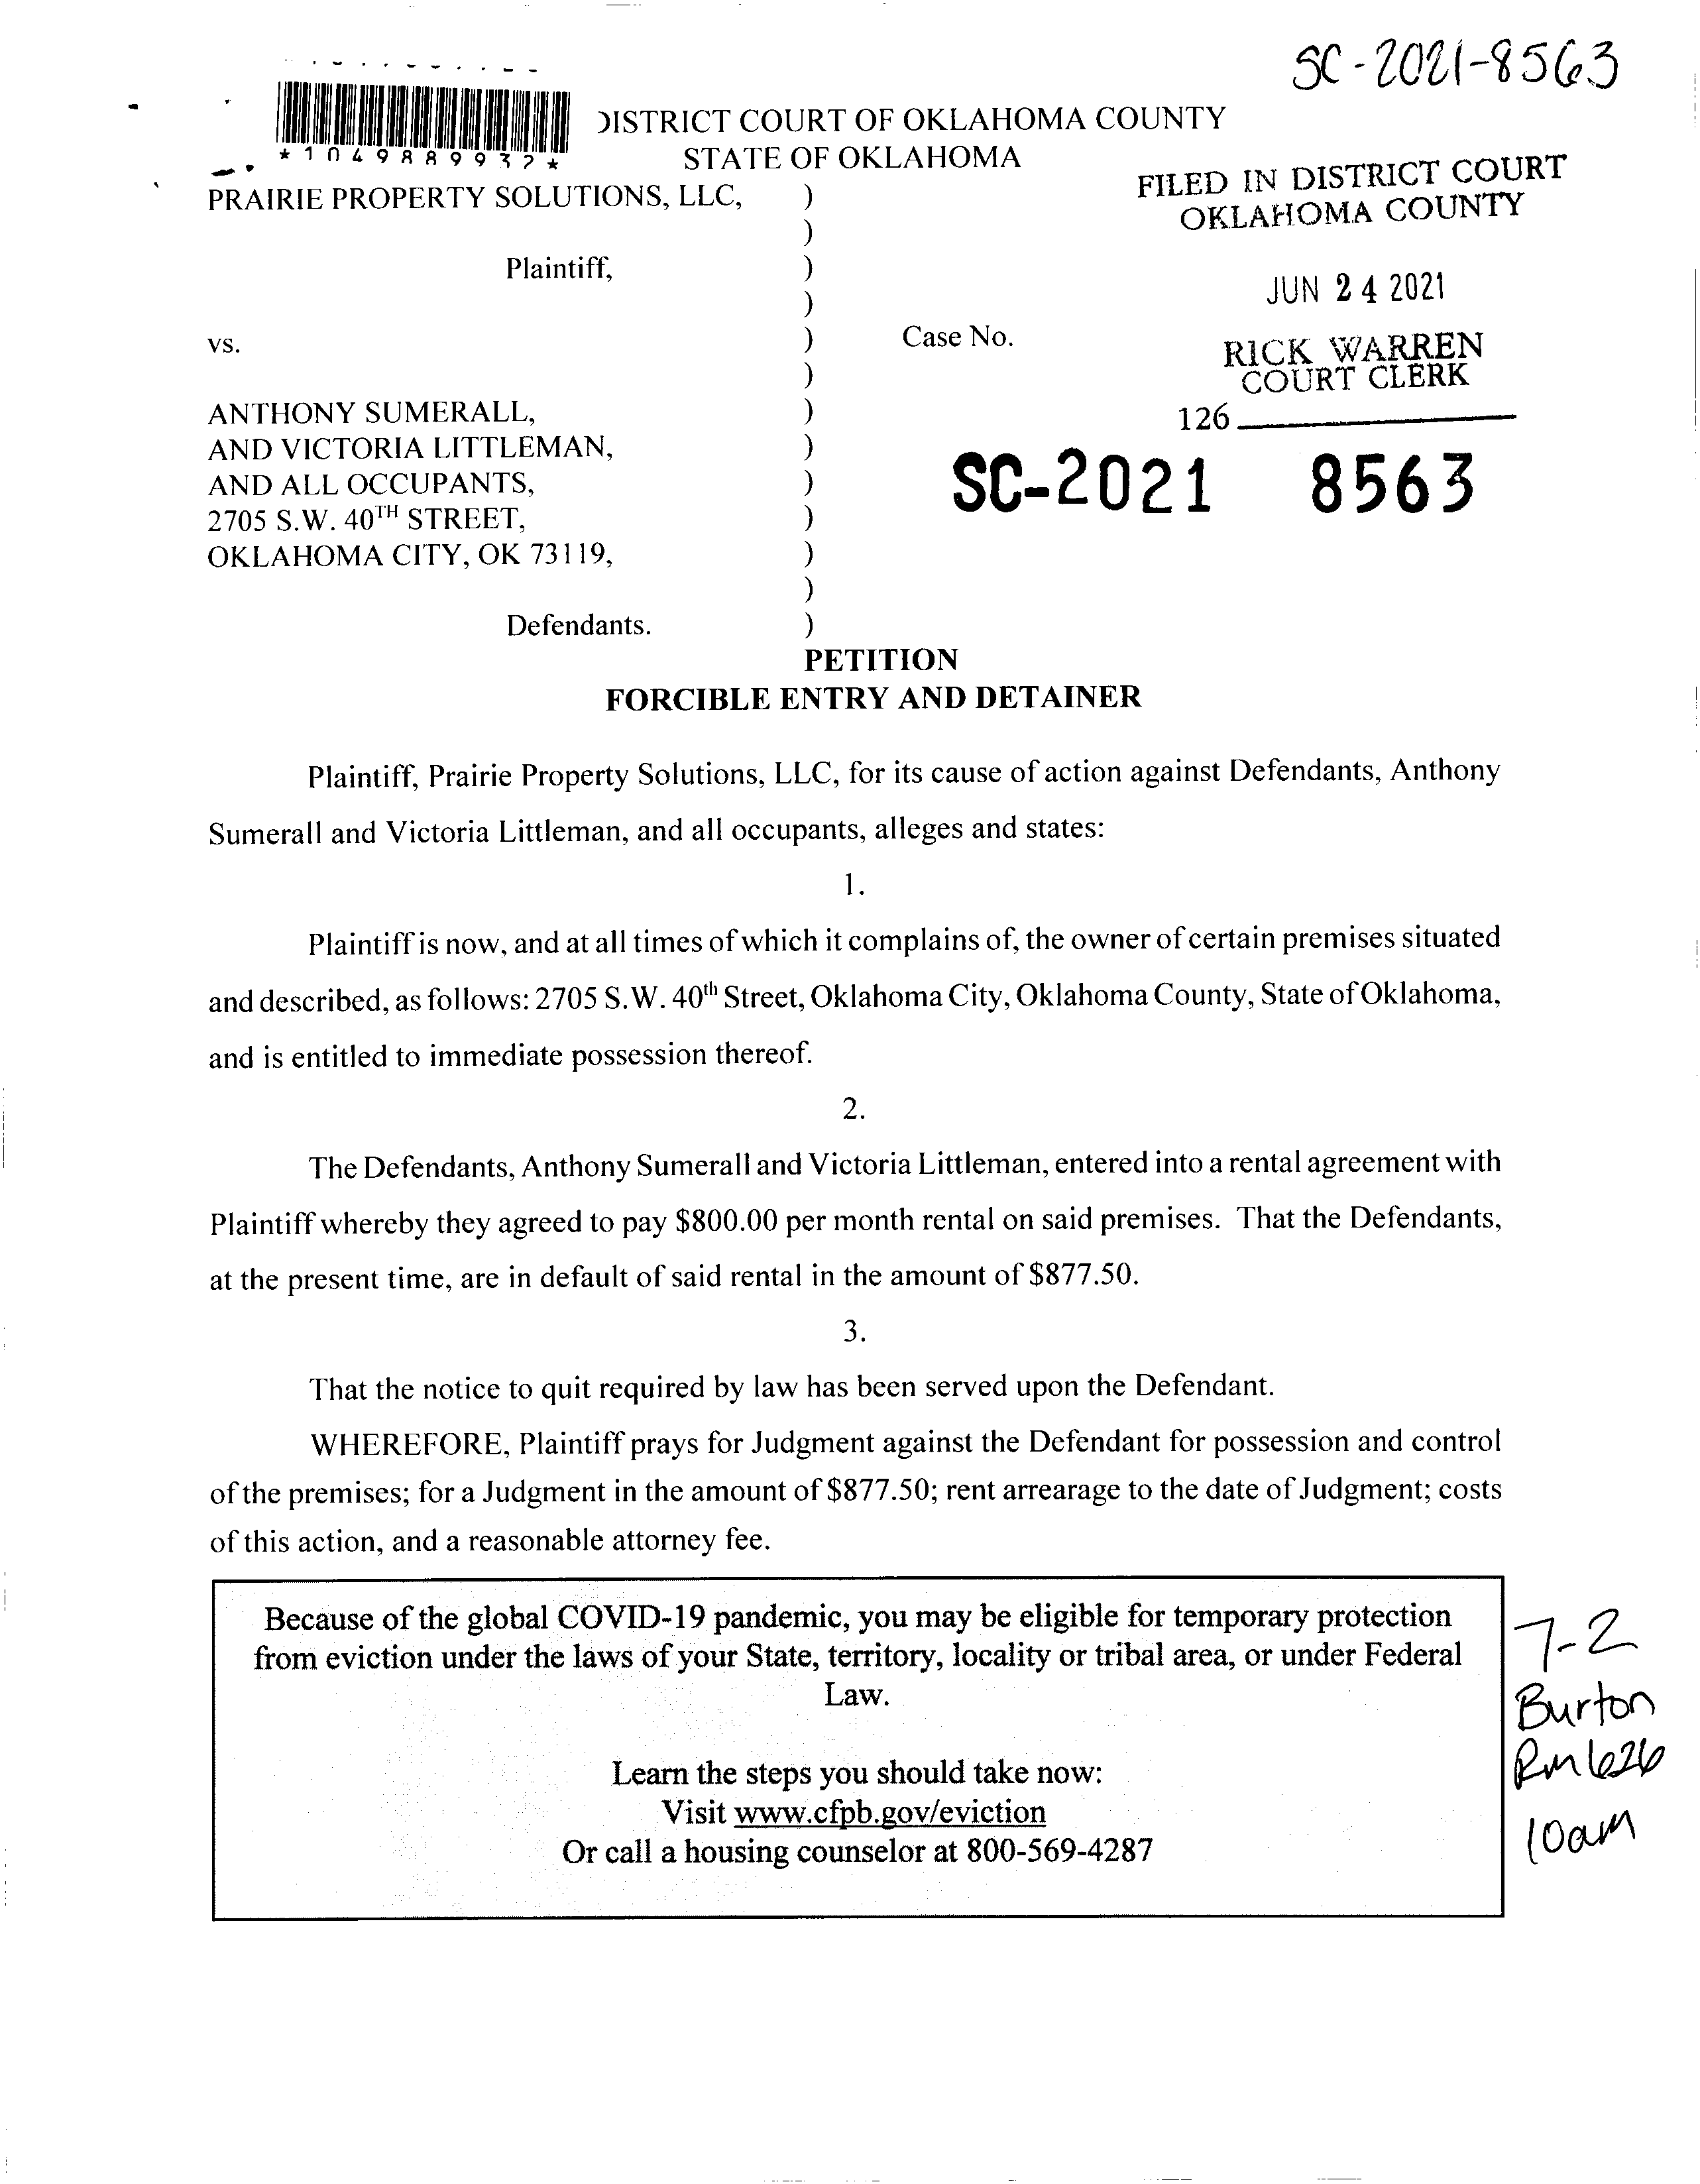 SC-2021-8563
DISTRICT COURT OF OKLAHOMA COUNTY
*1049889932*
STATE OF OKLAHOMA
FILED IN DISTRICT COURT
OKLAHOMA COUNTY
PRAIRIE PROPERTY SOLUTIONS, LLC, )
)
Plaintiff, )
JUN 24 2021
)
vs. ) Case No.
RICK WARREN
COURT CLERK
)
ANTHONY SUMERALL, )
126
AND VICTORIA LITTLEMAN, )
AND ALL OCCUPANTS, )
SC-2021 8563
2705 S.W. 40TH STREET, )
OKLAHOMA CITY, OK 73119, )
)
Defendants. )
PETITION
FORCIBLE ENTRY AND DETAINER
Plaintiff, Prairie Property Solutions, LLC, for its cause of action against Defendants, Anthony
Sumerall and Victoria Littleman, and all occupants, alleges and states:
1.
Plaintiff is now, and at all times of which it complains of, the owner of certain premises situated
and described, as follows: 2705 S.W. 40th Street, Oklahoma City, Oklahoma County, State of Oklahoma,
and is entitled to immediate possession thereof.
2.
The Defendants, Anthony Sumerall and Victoria Littleman, entered into a rental agreement with
Plaintiff whereby they agreed to pay $800.00 per month rental on said premises. That the Defendants,
at the present time, are in default of said rental in the amount of $877.50.
3.
That the notice to quit required by law has been served upon the Defendant.
WHEREFORE, Plaintiff prays for Judgment against the Defendant for possession and control
of the premises; for a Judgment in the amount of $877.50; rent arrearage to the date of Judgment; costs
of this action, and a reasonable attorney fee.
Because of the global COVID-19 pandemic, you may be eligible for temporary protection
from eviction under the laws of your State, territory, locality or tribal area, or under Federal
Law.
Learn the steps you should take now:
Visit www.cfpb.gov/eviction
Or call a housing counselor at 800-569-4287
7-2
Burton
Rm 626
10am